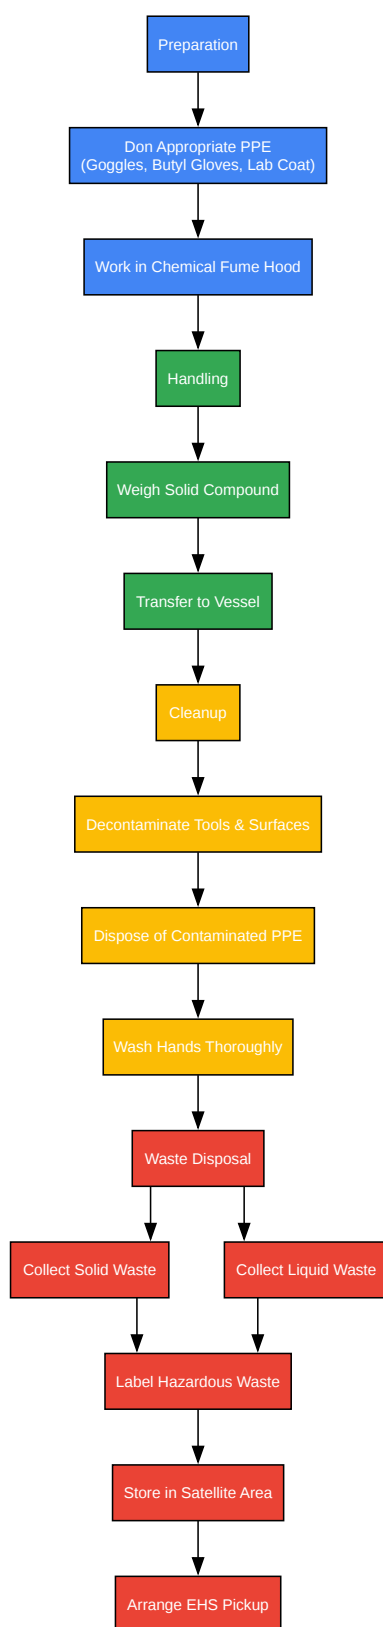 Preparation
Don Appropriate PPE
(Goggles, Butyl Gloves, Lab Coat)
Work in Chemical Fume Hood
Handling
Weigh Solid Compound
Transfer to Vessel
Cleanup
Decontaminate Tools & Surfaces
Dispose of Contaminated PPE
Wash Hands Thoroughly
Waste Disposal
Collect Solid Waste
Collect Liquid Waste
Label Hazardous Waste
Store in Satellite Area
Arrange EHS Pickup